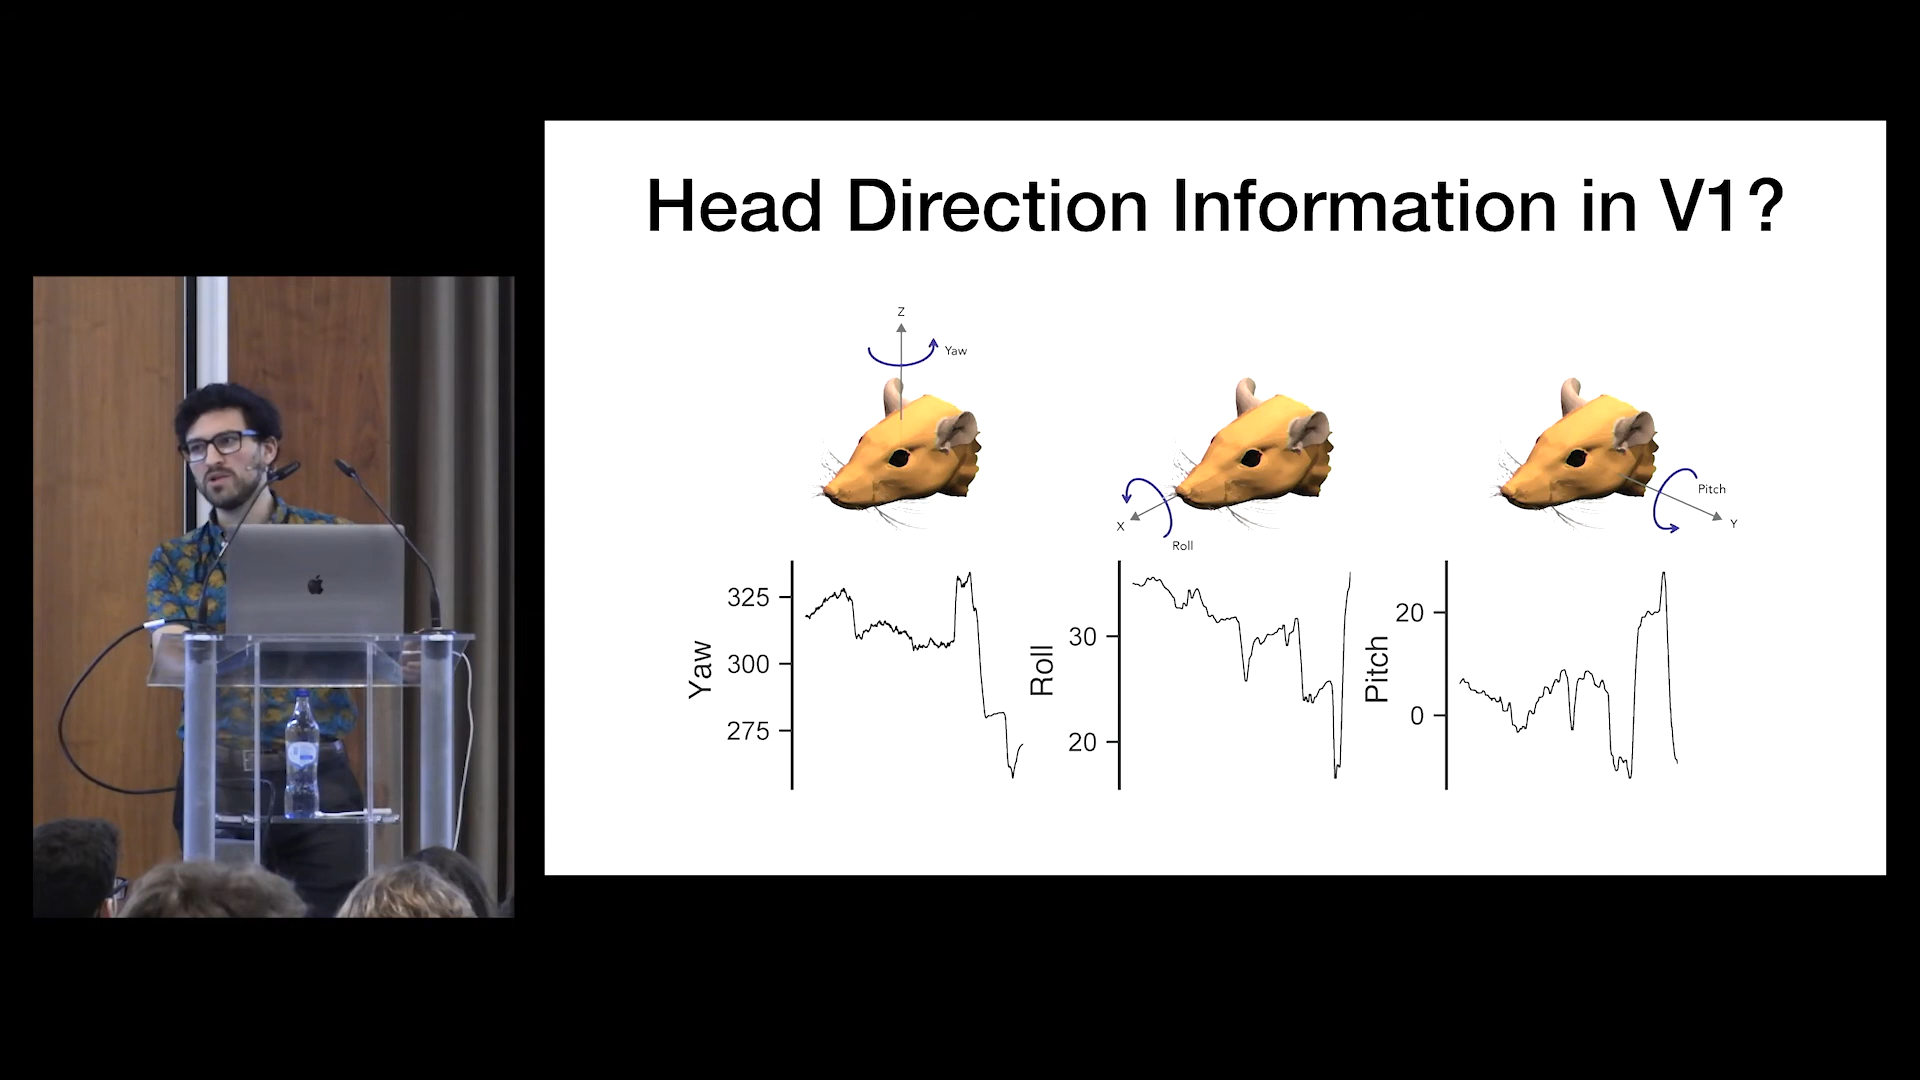 Head Direction Information in V1?
Z
Yaw
X
Roll
Pitch
Y
Yaw
325
300
275
Roll
30
20
Pitch
20
0